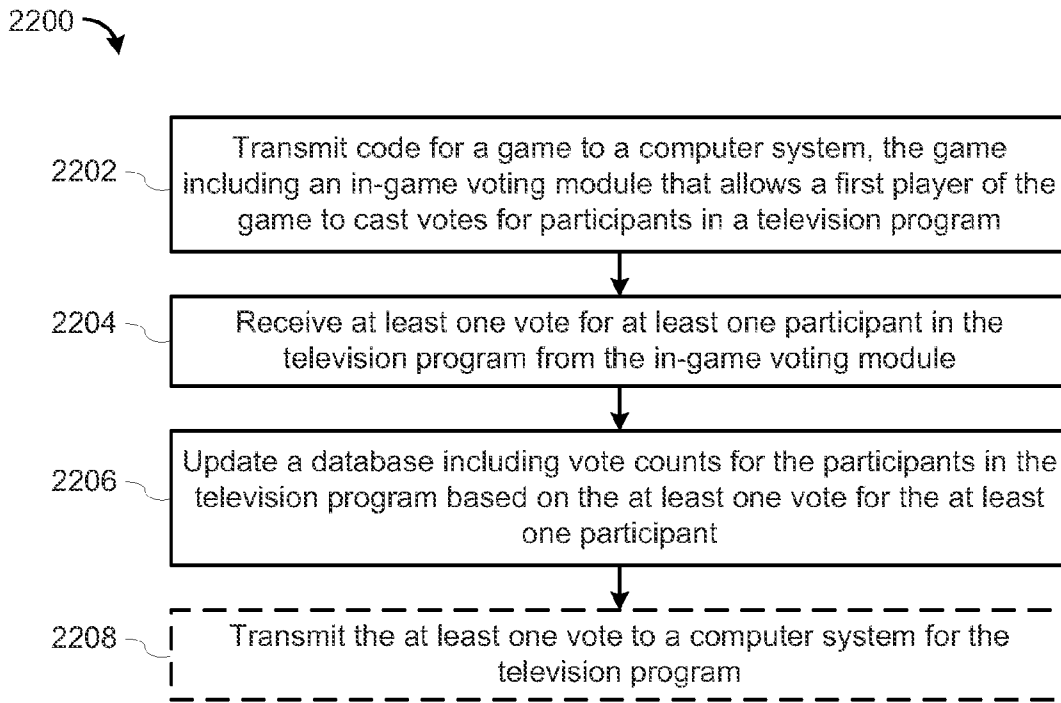 2200
2202
Transmit code for a game to a computer system, the game
including an in-game voting module that allows a first player of the
game to cast votes for participants in a television program
2204
Receive at least one vote for at least one participant in the
television program from the in-game voting module
2206
Update a database including vote counts for the participants in the
television program based on the at least one vote for the at least
one participant
2208
Transmit the at least one vote to a computer system for the
television program